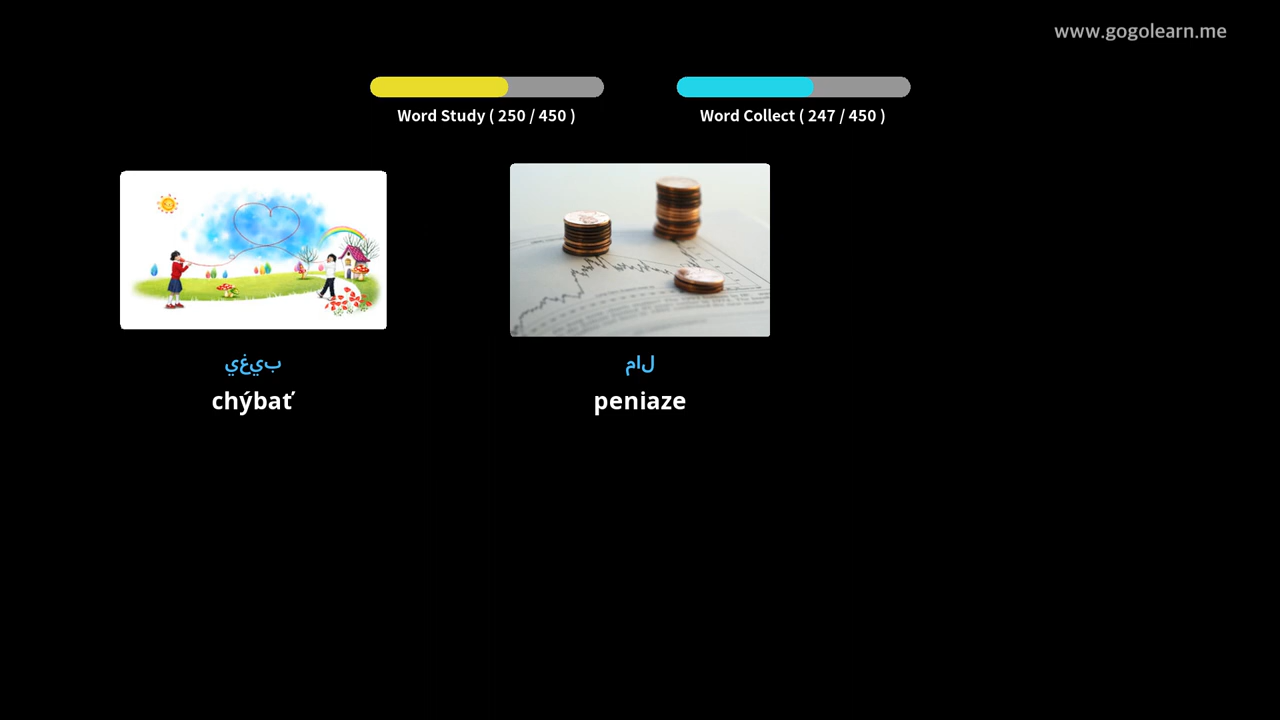 www.gogolearn.me
Word Study ( 250 / 450 )
Word Collect ( 247 / 450 )
يغيب
chýbať
مال
peniaze